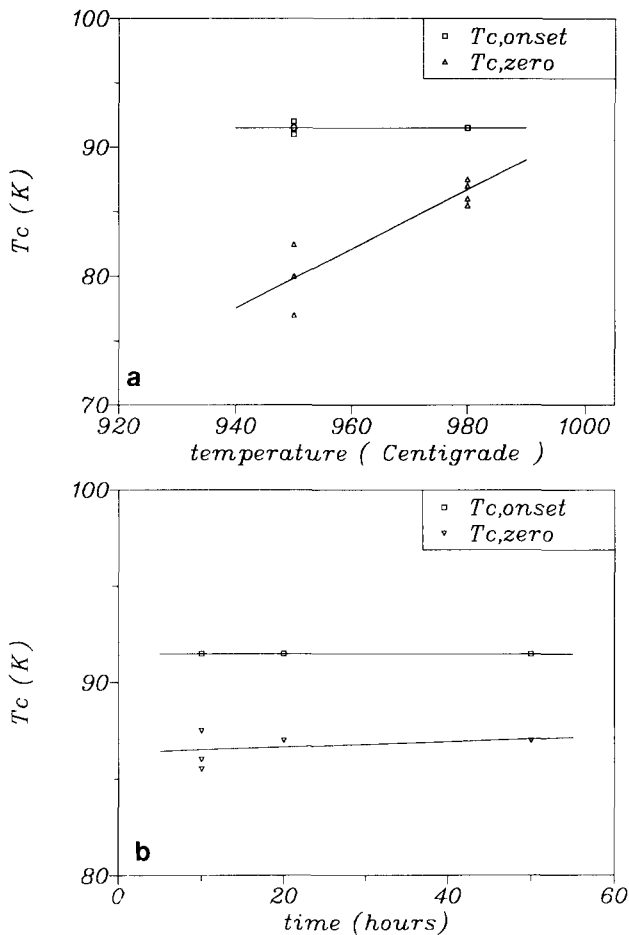 100
Tc,onset
Tc,zero
90
80
70
Tc (K)
a
920 940 960 980 1000
temperature ( Centigrade )
100
Tc,onset
Tc,zero
90
80
Tc (K)
b
0 20 40 60
time (hours)